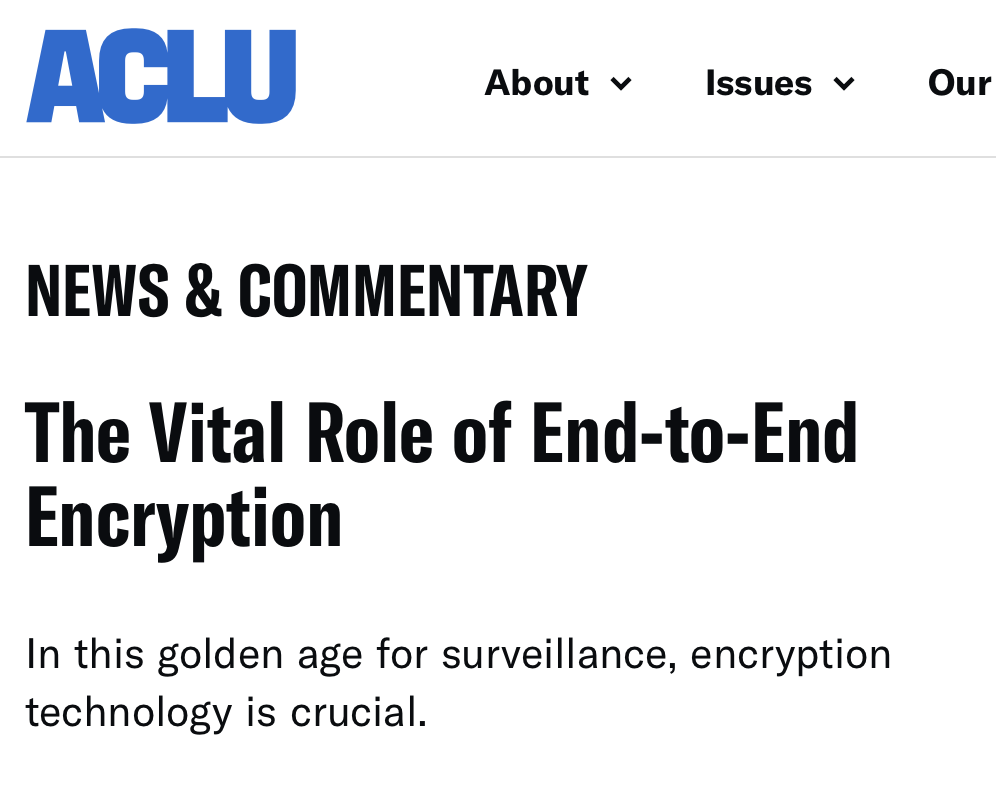 ACLU
About Issues Our
NEWS & COMMENTARY
The Vital Role of End-to-End
Encryption
In this golden age for surveillance, encryption
technology is crucial.